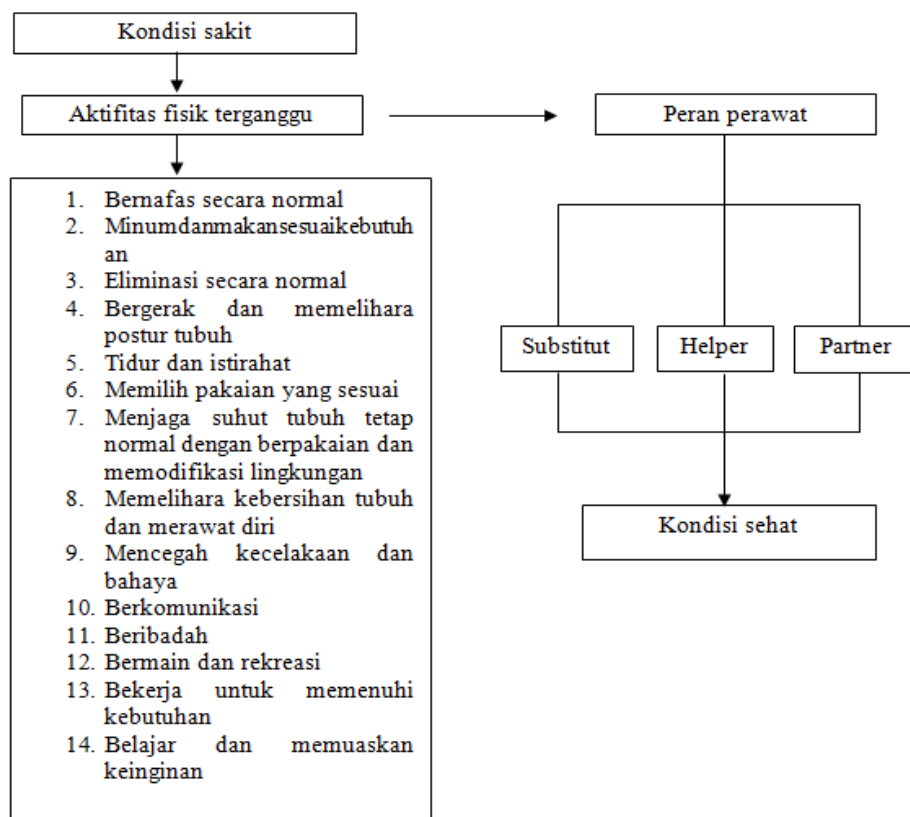 Kondisi sakit
Aktifitas fisik terganggu
Peran perawat
1. Bernafas secara normal
2. Minumdanmakansesuaikebutuh
an
3. Eliminasi secara normal
4. Bergerak dan memelihara
postur tubuh
5. Tidur dan istirahat
6. Memilih pakaian yang sesuai
7. Menjaga suhut tubuh tetap
normal dengan berpakaian dan
memodifikasi lingkungan
8. Memelihara kebersihan tubuh
dan merawat diri
9. Mencegah kecelakaan dan
bahaya
10. Berkomunikasi
11. Beribadah
12. Bermain dan rekreasi
13. Bekerja untuk memenuhi
kebutuhan
14. Belajar dan memuaskan
keinginan
Substitut
Helper
Partner
Kondisi sehat